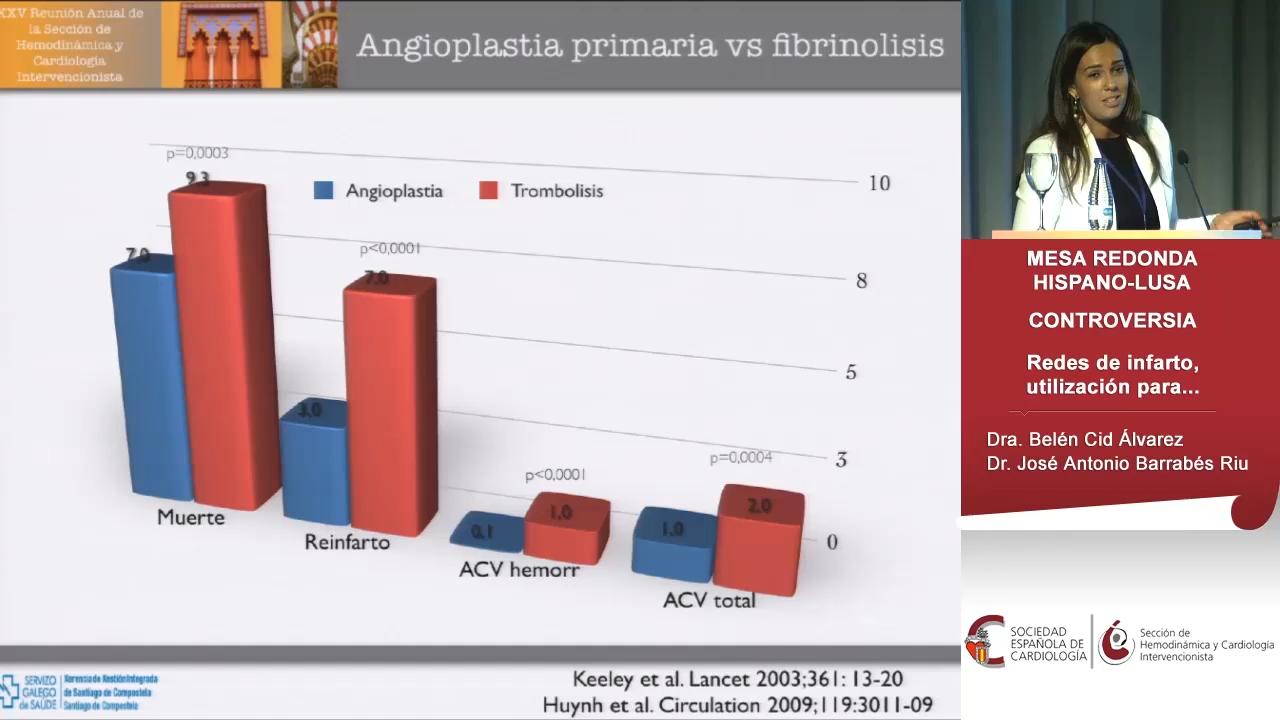 XXV Reunión Anual de
la Sección de
Hemodinámica y
Cardiología
Intervencionista
Angioplastia primaria vs fibrinolisis
p=0,0003
9.3
7.0
Angioplastia
Trombolisis
p<0,0001
7.0
3.0
p<0,0001
1.0
0.1
p=0,0004
2.0
1.0
10
8
5
3
0
Muerte
Reinfarto
ACV hemorr
ACV total
SERVIZO
GALEGO
de SAÚDE
Xerencia de Xestión Integrada
de Santiago de Compostela
Santiago de Compostela
Keeley et al. Lancet 2003;361: 13-20
Huynh et al. Circulation 2009;119:3011-09
MESA REDONDA
HISPANO-LUSA
CONTROVERSIA
Redes de infarto,
utilización para...
Dra. Belén Cid Álvarez
Dr. José Antonio Barrabés Riu
SOCIEDAD
ESPAÑOLA DE
CARDIOLOGÍA
Sección de
Hemodinámica y Cardiología
Intervencionista